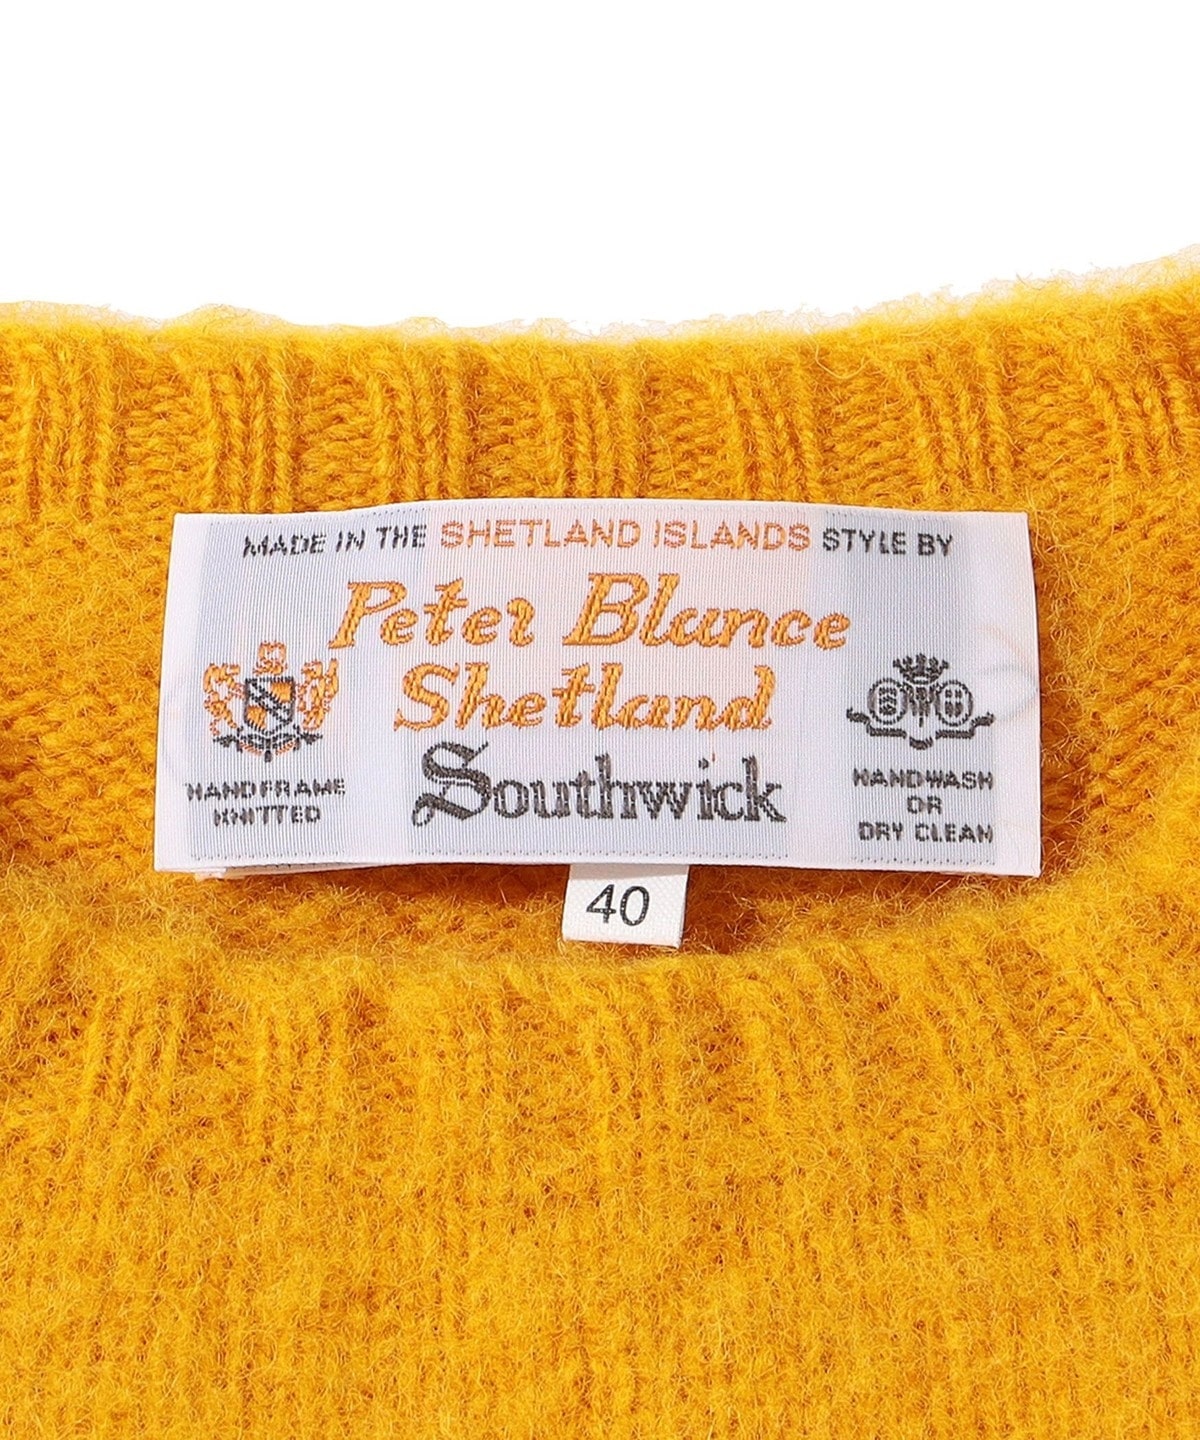 MADE IN THE SHETLAND ISLANDS STYLE BY
Peter Blance
Shetland
Southwick
HANDFRAME
KNITTED
HANDWASH
OR
DRY CLEAN
40